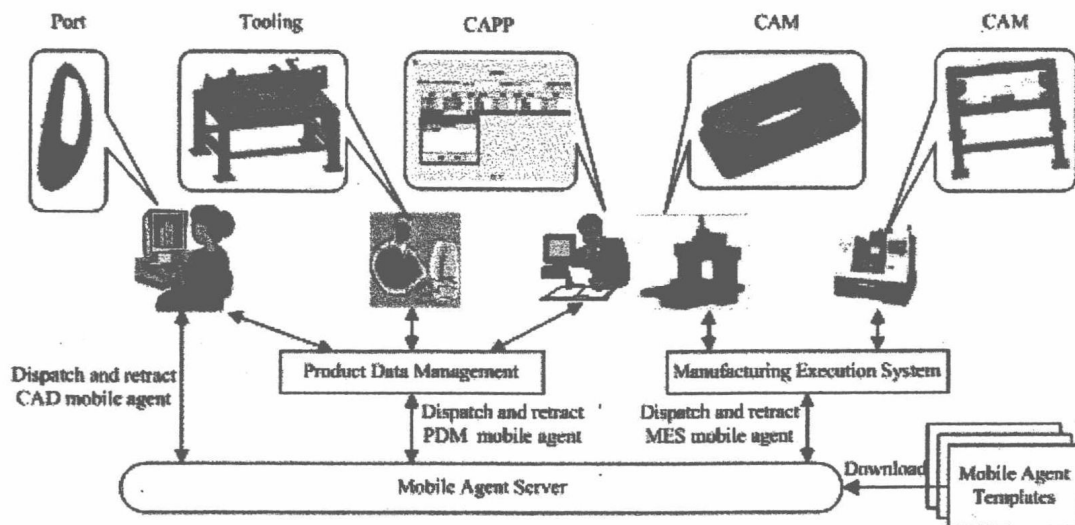 Port
Tooling
CAPP
CAM
CAM
Product Data Management
Manufacturing Execution System
Dispatch and retract
CAD mobile agent
Dispatch and retract
PDM mobile agent
Dispatch and retract
MES mobile agent
Mobile Agent Server
Download
Mobile Agent
Templates